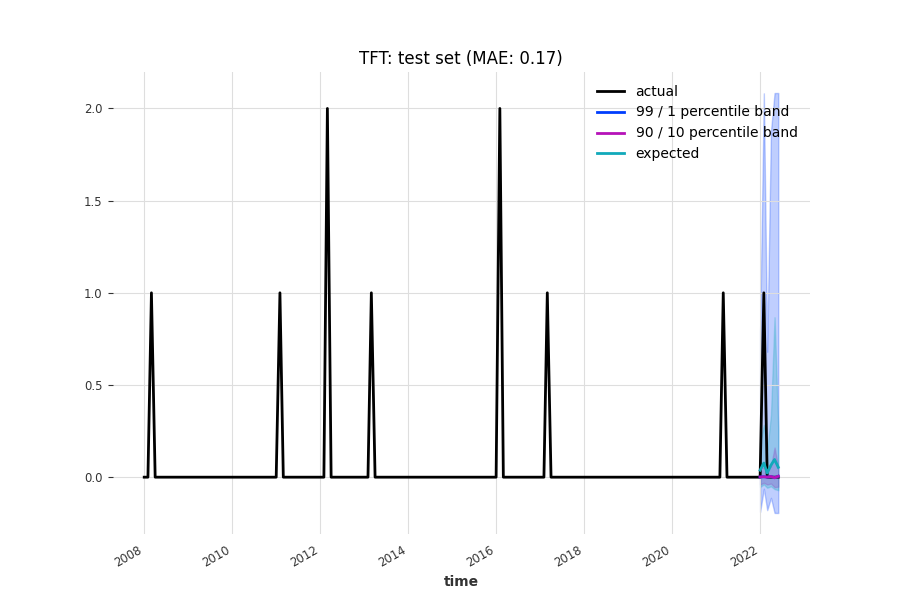 TFT: test set (MAE: 0.17)
actual
99 / 1 percentile band
90 / 10 percentile band
expected
2.0
1.5
1.0
0.5
0.0
2008
2010
2012
2014
2016
2018
2020
2022
time